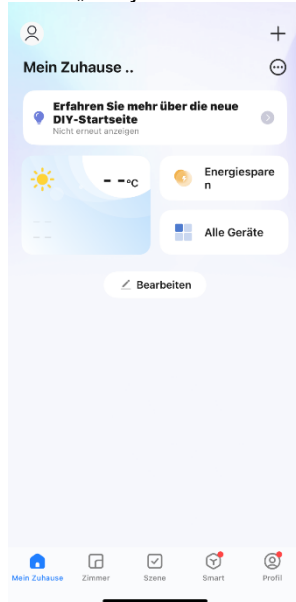 Mein Zuhause ..
Erfahren Sie mehr über die neue
DIY-Startseite
Nicht erneut anzeigen
- -°C
Energiespare
n
Alle Geräte
Bearbeiten
Mein Zuhause
Zimmer
Szene
Smart
Profil